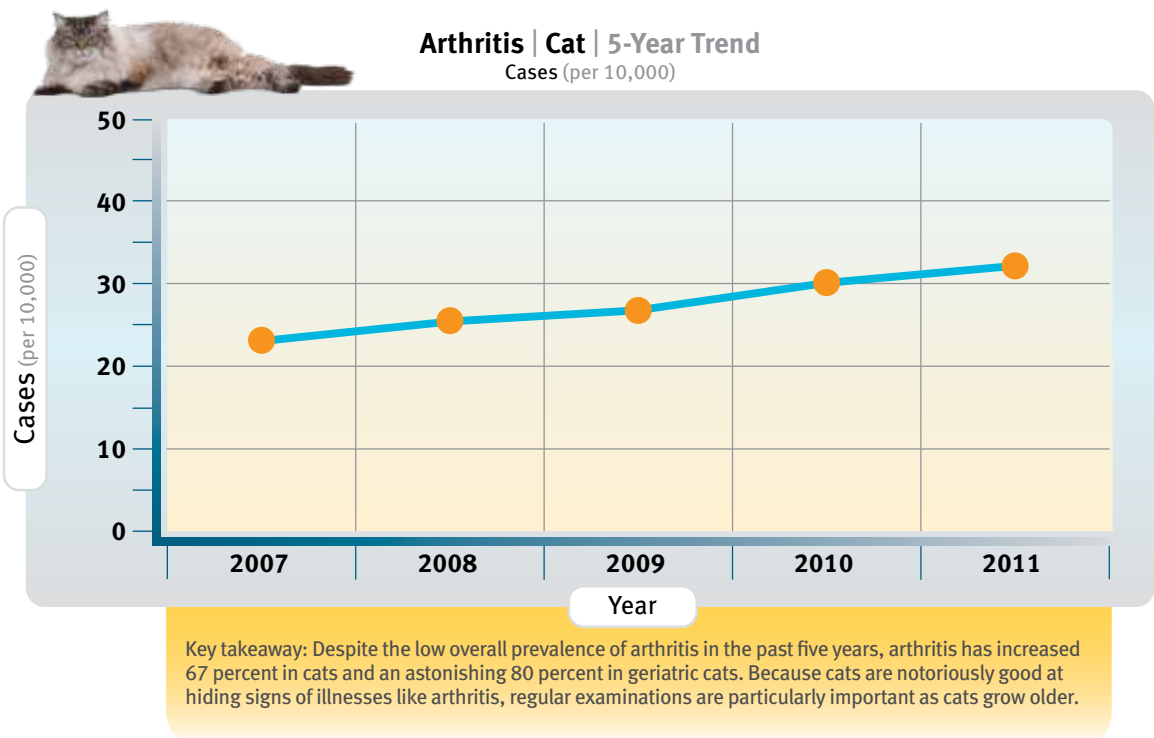 Arthritis | Cat | 5-Year Trend
Cases (per 10,000)
50
40
30
20
10
0
Cases (per 10,000)
2007 2008 2009 2010 2011
Year
Key takeaway: Despite the low overall prevalence of arthritis in the past five years, arthritis has increased
67 percent in cats and an astonishing 80 percent in geriatric cats. Because cats are notoriously good at
hiding signs of illnesses like arthritis, regular examinations are particularly important as cats grow older.